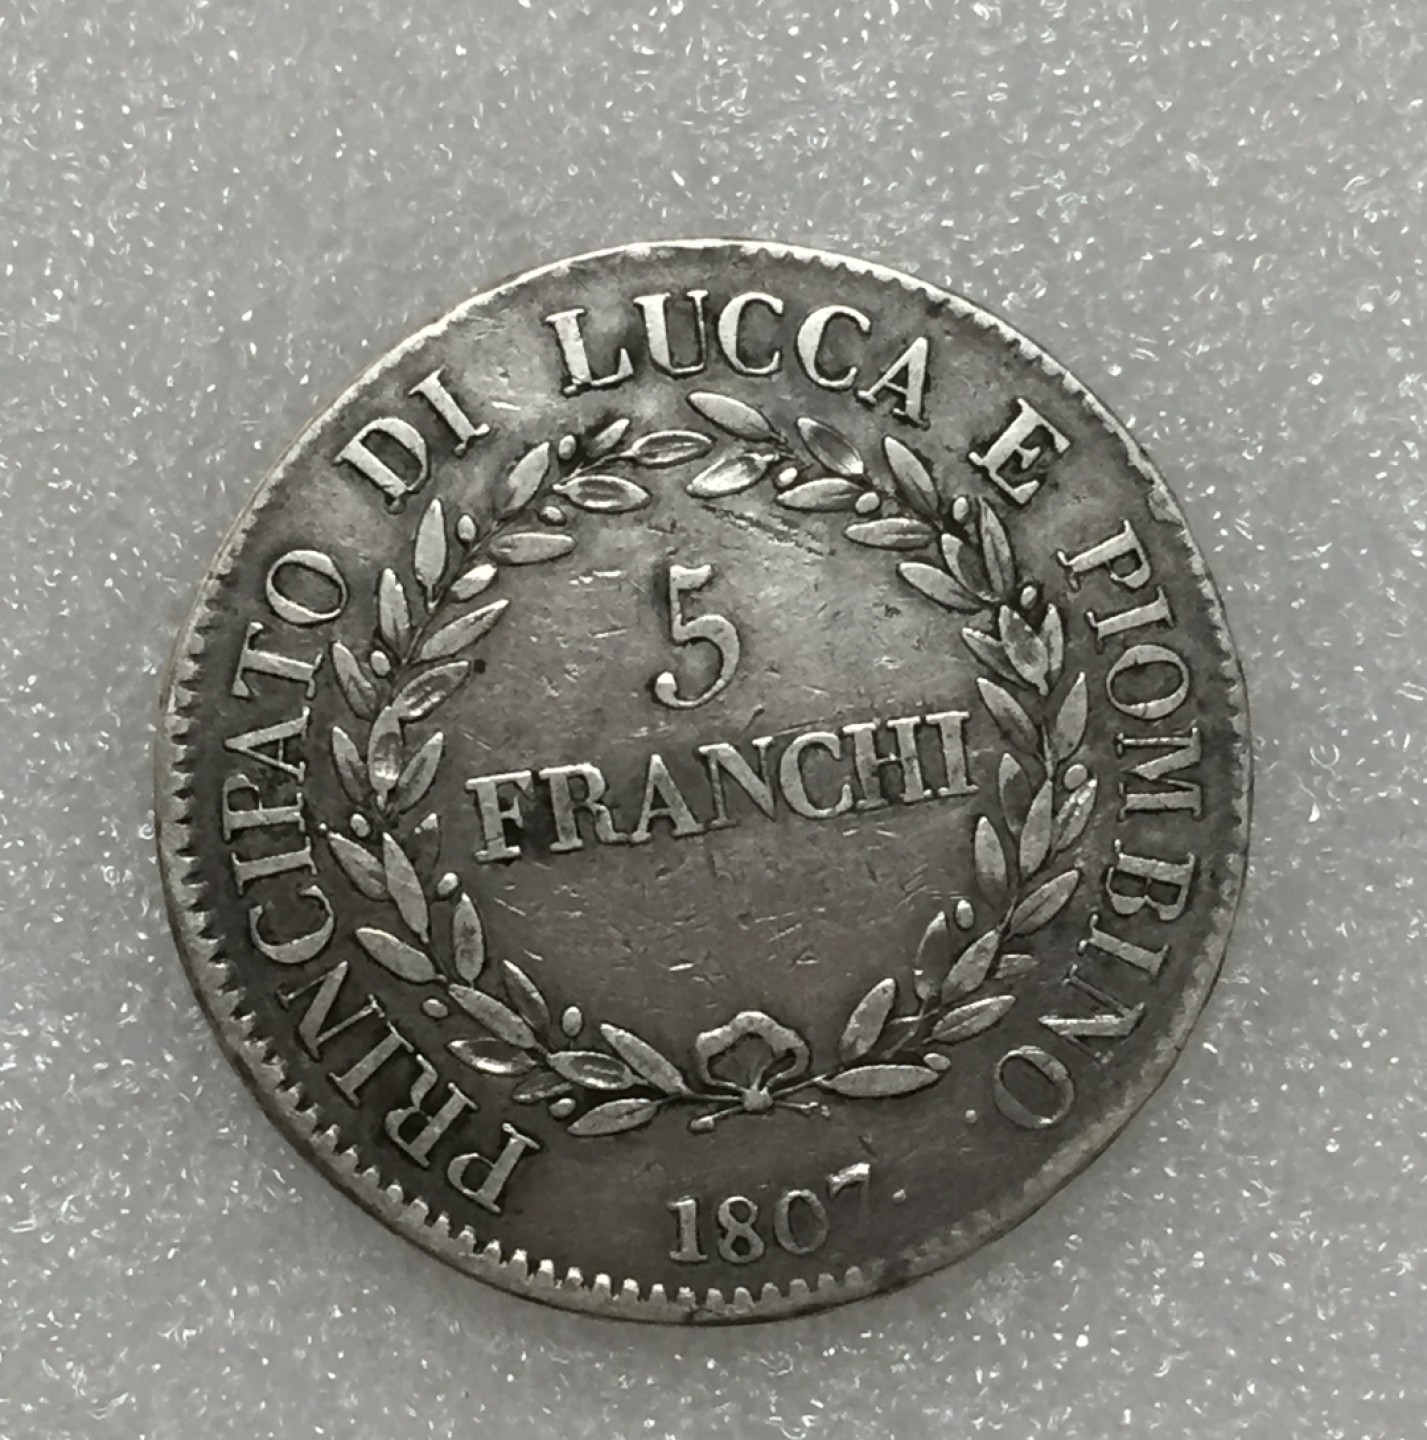 PRINCIPATO DI LUCCA E PIOMBINO.
5
FRANCHI
1807.